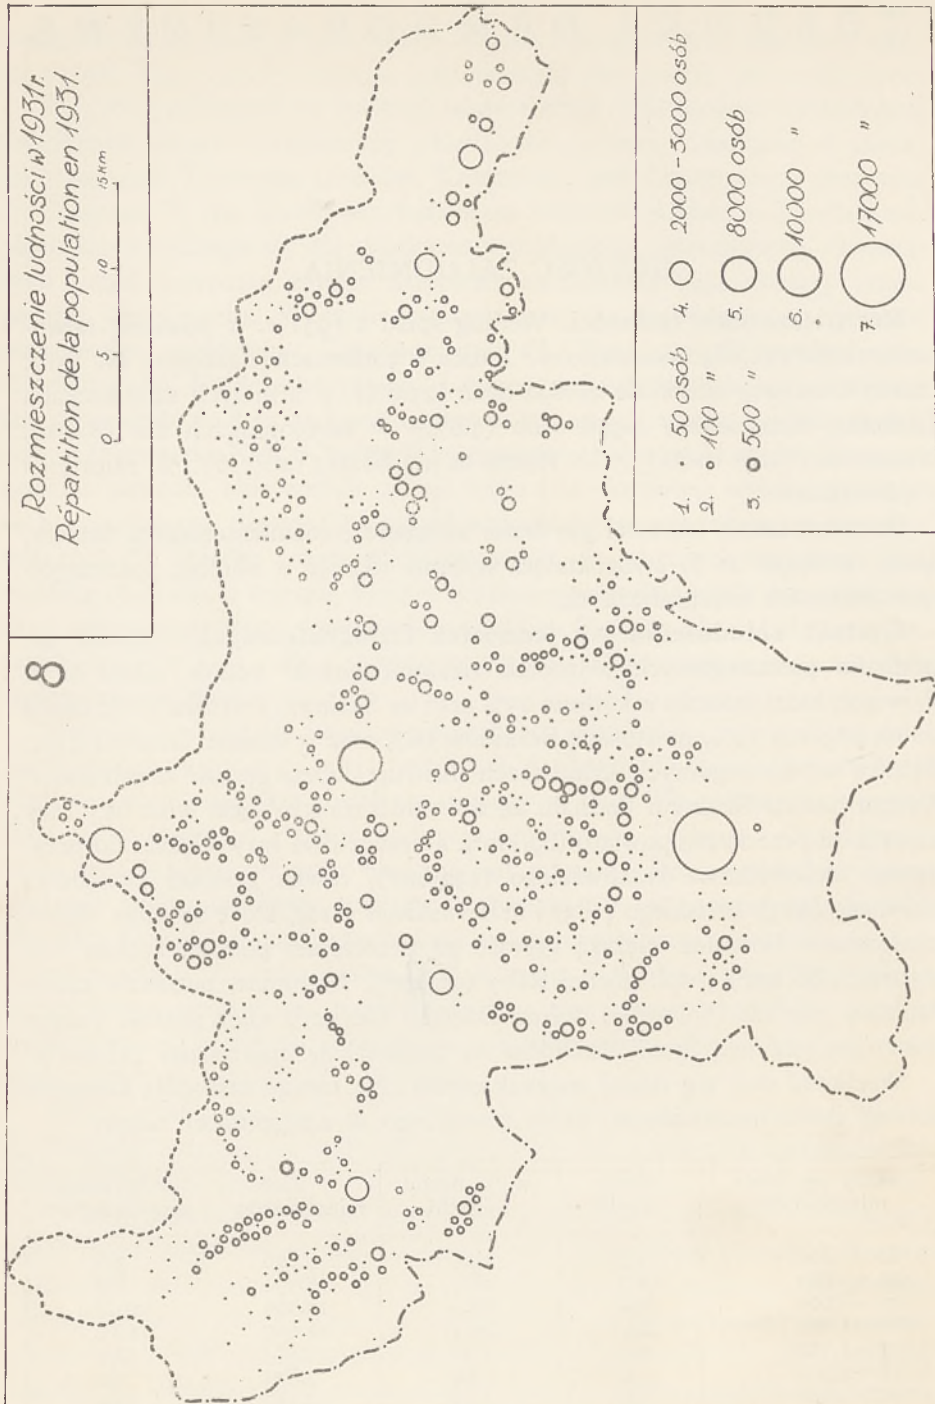 Rozmieszczenie ludności w 1931r.
Répartition de la population en 1931.
0 5 10 15 km
8
1. 50 osób
2. 100 "
3. 500 "
4. 2000 - 3000 osób
5. 8000 osób
6. 10000 "
7. 17000 "